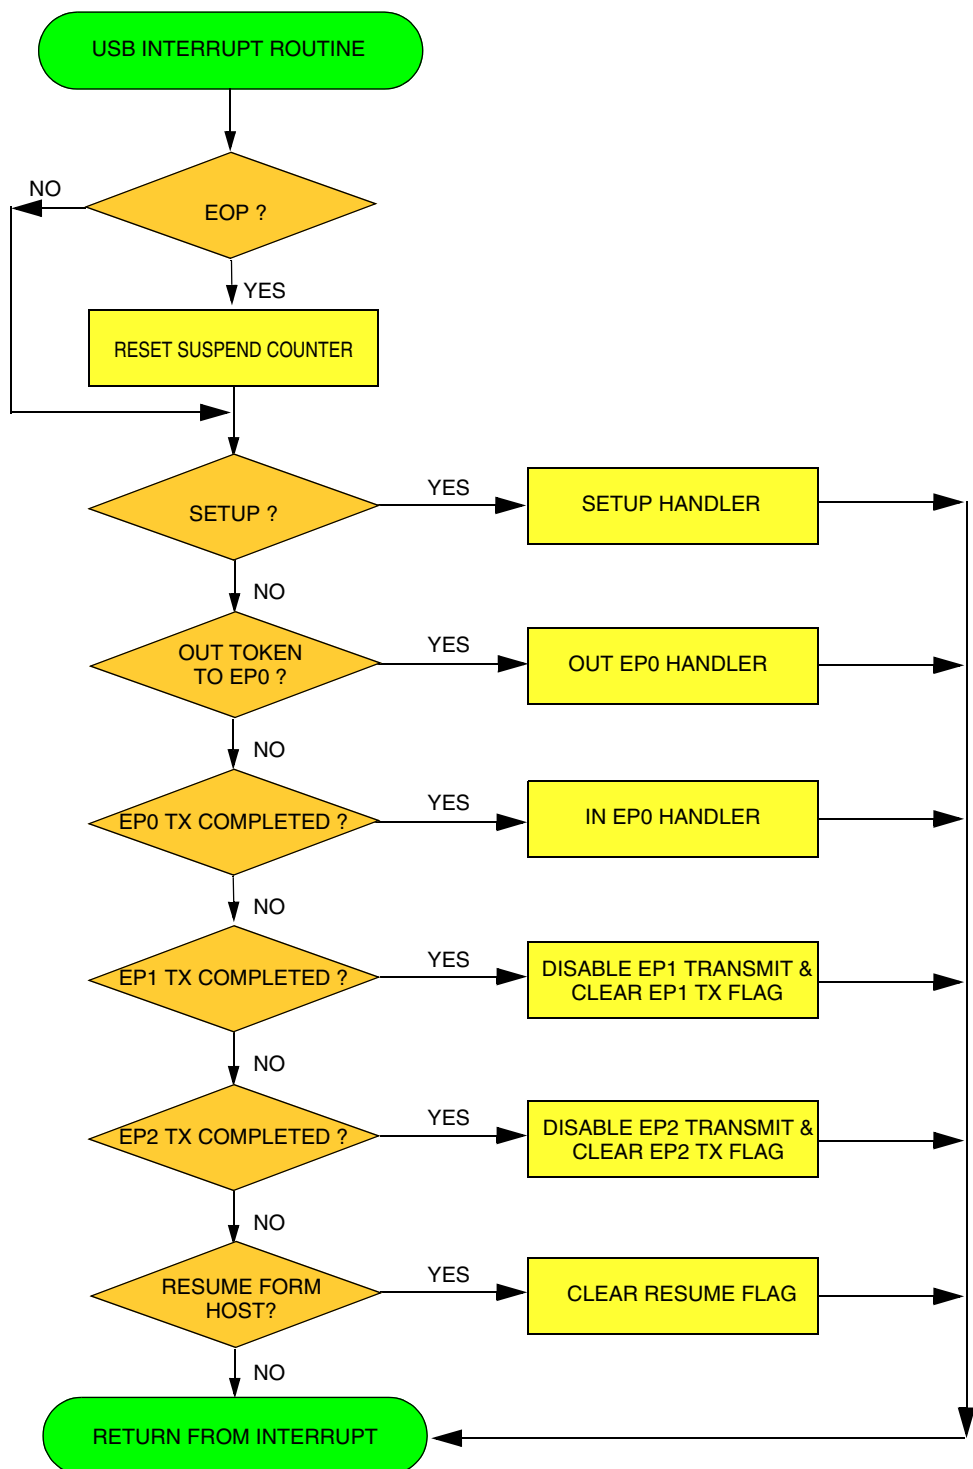 USB INTERRUPT ROUTINE
NO
EOP ?
YES
RESET SUSPEND COUNTER
SETUP ?
YES
SETUP HANDLER
NO
OUT TOKEN
TO EP0 ?
YES
OUT EP0 HANDLER
NO
EP0 TX COMPLETED ?
YES
IN EP0 HANDLER
NO
EP1 TX COMPLETED ?
YES
DISABLE EP1 TRANSMIT &
CLEAR EP1 TX FLAG
NO
EP2 TX COMPLETED ?
YES
DISABLE EP2 TRANSMIT &
CLEAR EP2 TX FLAG
NO
RESUME FORM
HOST?
YES
CLEAR RESUME FLAG
NO
RETURN FROM INTERRUPT